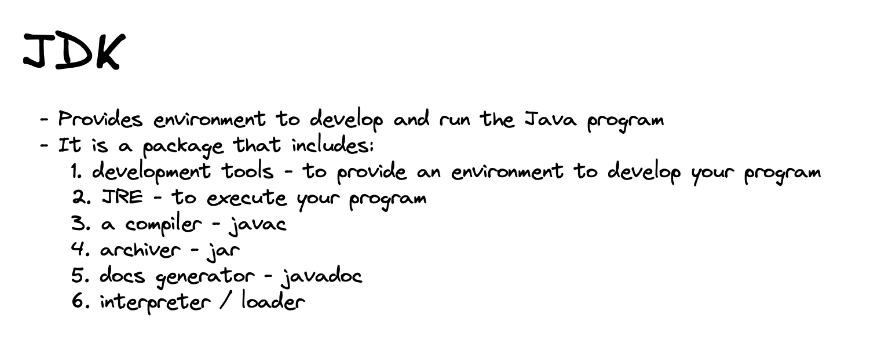 JDK
- Provides environment to develop and run the Java program
- It is a package that includes:
1. development tools - to provide an environment to develop your program
2. JRE - to execute your program
3. a compiler - javac
4. archiver - jar
5. docs generator - javadoc
6. interpreter / loader